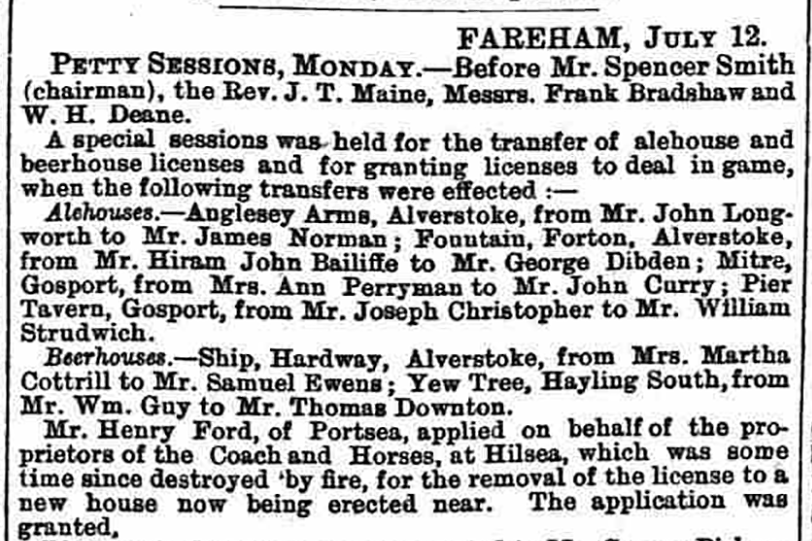 FAREHAM, JULY 12.
PETTY SESSIONS, MONDAY.—Before Mr. Spencer Smith
(chairman), the Rev. J. T. Maine, Messrs. Frank Bradshaw and
W. H. Deane.
A special sessions was held for the transfer of alehouse and
beerhouse licenses and for granting licenses to deal in game,
when the following transfers were effected :—
Alehouses.—Anglesey Arms, Alverstoke, from Mr. John Long-
worth to Mr. James Norman; Fountain, Forton, Alverstoke,
from Mr. Hiram John Bailiffe to Mr. George Dibden; Mitre,
Gosport, from Mrs. Ann Perryman to Mr. John Curry; Pier
Tavern, Gosport, from Mr. Joseph Christopher to Mr. William
Strudwich.
Beerhouses.—Ship, Hardway, Alverstoke, from Mrs. Martha
Cottrill to Mr. Samuel Ewens; Yew Tree, Hayling South, from
Mr. Wm. Guy to Mr. Thomas Downton.
Mr. Henry Ford, of Portsea, applied on behalf of the pro-
prietors of the Coach and Horses, at Hilsea, which was some
time since destroyed 'by fire, for the removal of the license to a
new house now being erected near. The application was
granted,